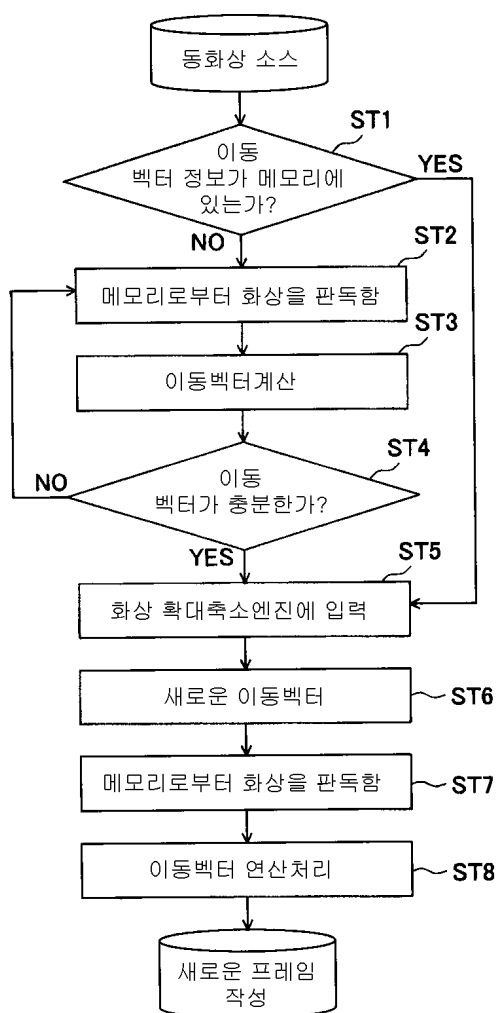 동화상 소스
ST1
이동
벡터 정보가 메모리에
있는가?
YES
NO
ST2
메모리로부터 화상을 판독함
ST3
이동벡터계산
ST4
이동
벡터가 충분한가?
NO
YES
ST5
화상 확대축소엔진에 입력
새로운 이동벡터
ST6
메모리로부터 화상을 판독함
ST7
이동벡터 연산처리
ST8
새로운 프레임
작성